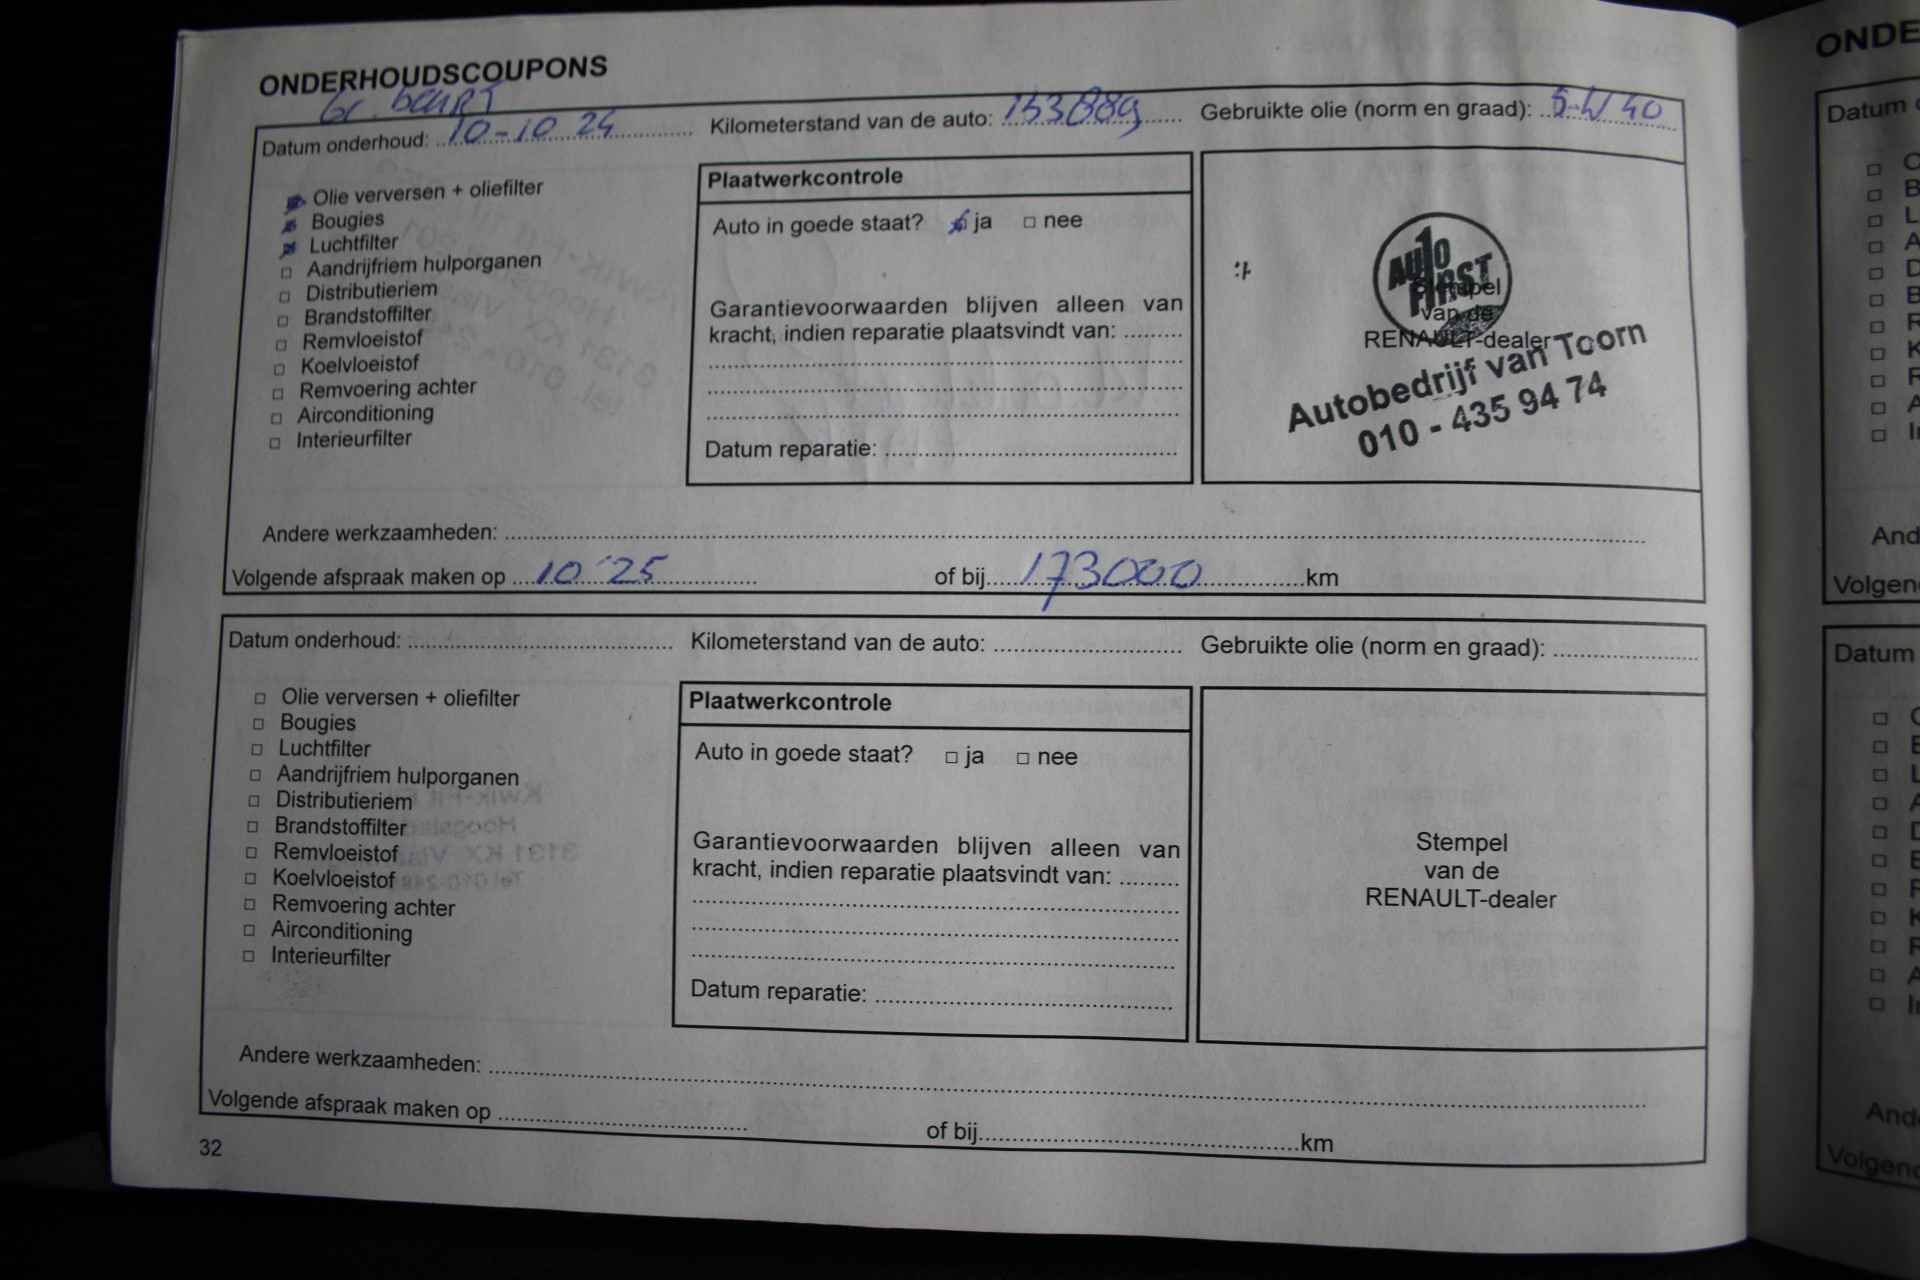 ONDERHOUDSCOUPONS
Gr. beurt
Datum onderhoud: 10-10 24 Kilometerstand van de auto: 153889 Gebruikte olie (norm en graad): 5-W 40
Olie verversen + oliefilter
Bougies
Luchtfilter
Aandrijfriem hulporganen
Distributieriem
Brandstoffilter
Remvloeistof
Koelvloeistof
Remvoering achter
Airconditioning
Interieurfilter
Plaatwerkcontrole
Auto in goede staat? ja nee
Garantievoorwaarden blijven alleen van
kracht, indien reparatie plaatsvindt van:
Datum reparatie:
AUTO
FIRST
Stempel
van de
RENAULT-dealer
Autobedrijf van Toorn
010 - 435 94 74
Andere werkzaamheden:
Volgende afspraak maken op 10 '25 of bij 173000 km
Datum onderhoud: Kilometerstand van de auto: Gebruikte olie (norm en graad):
Olie verversen + oliefilter
Bougies
Luchtfilter
Aandrijfriem hulporganen
Distributieriem
Brandstoffilter
Remvloeistof
Koelvloeistof
Remvoering achter
Airconditioning
Interieurfilter
Plaatwerkcontrole
Auto in goede staat? ja nee
Garantievoorwaarden blijven alleen van
kracht, indien reparatie plaatsvindt van:
Datum reparatie:
Stempel
van de
RENAULT-dealer
Andere werkzaamheden:
Volgende afspraak maken op of bij km
32
Datum
Datum